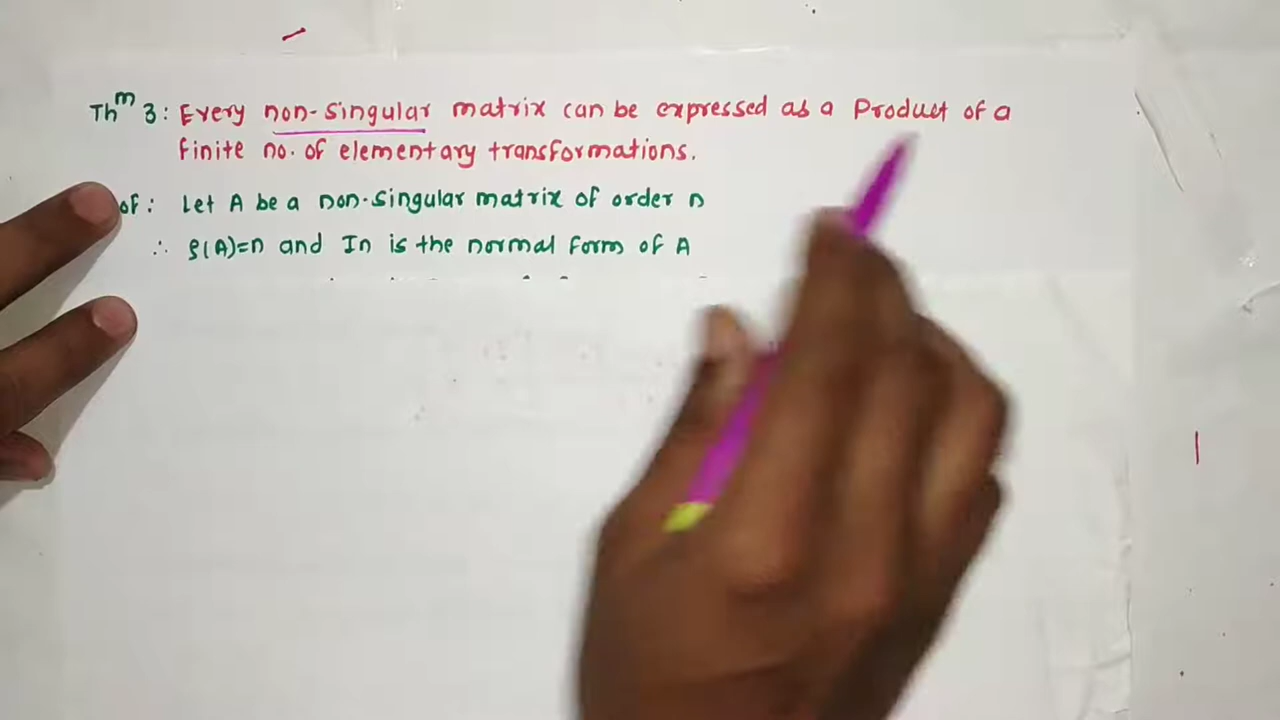 Thm 3: Every non-singular matrix can be expressed as a Product of a
finite no. of elementary transformations.
of: Let A be a non-singular matrix of order n
∴ ρ(A)=n and In is the normal form of A